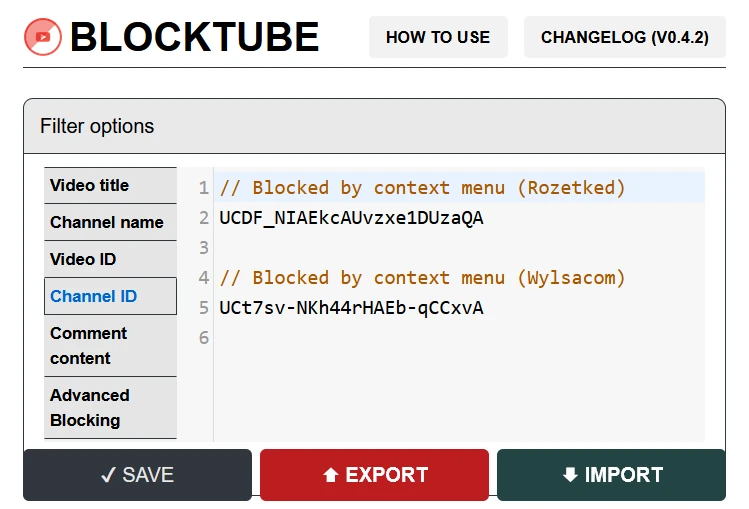 BLOCKTUBE
HOW TO USE
CHANGELOG (V0.4.2)
Filter options
Video title
Channel name
Video ID
Channel ID
Comment
content
Advanced
Blocking
1 // Blocked by context menu (Rozetked)
2 UCDF_NIAEkcAUvzxe1DUzaQA
3
4 // Blocked by context menu (Wylsacom)
5 UCt7sv-NKh44rHAEb-qCCxvA
6
✓ SAVE
⬆ EXPORT
⬇ IMPORT